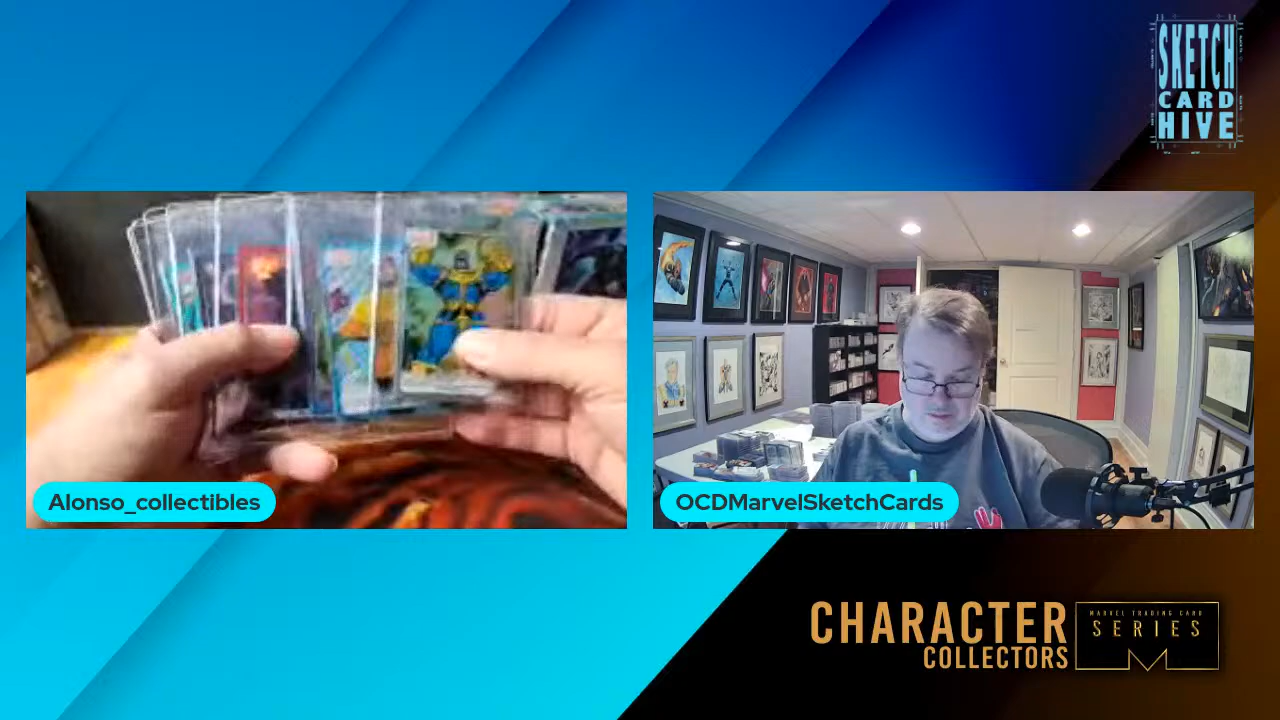 SKETCH
CARD
HIVE
Alonso_collectibles
OCDMarvelSketchCards
CHARACTER
COLLECTORS
MARVEL TRADING CARD
SERIES
M